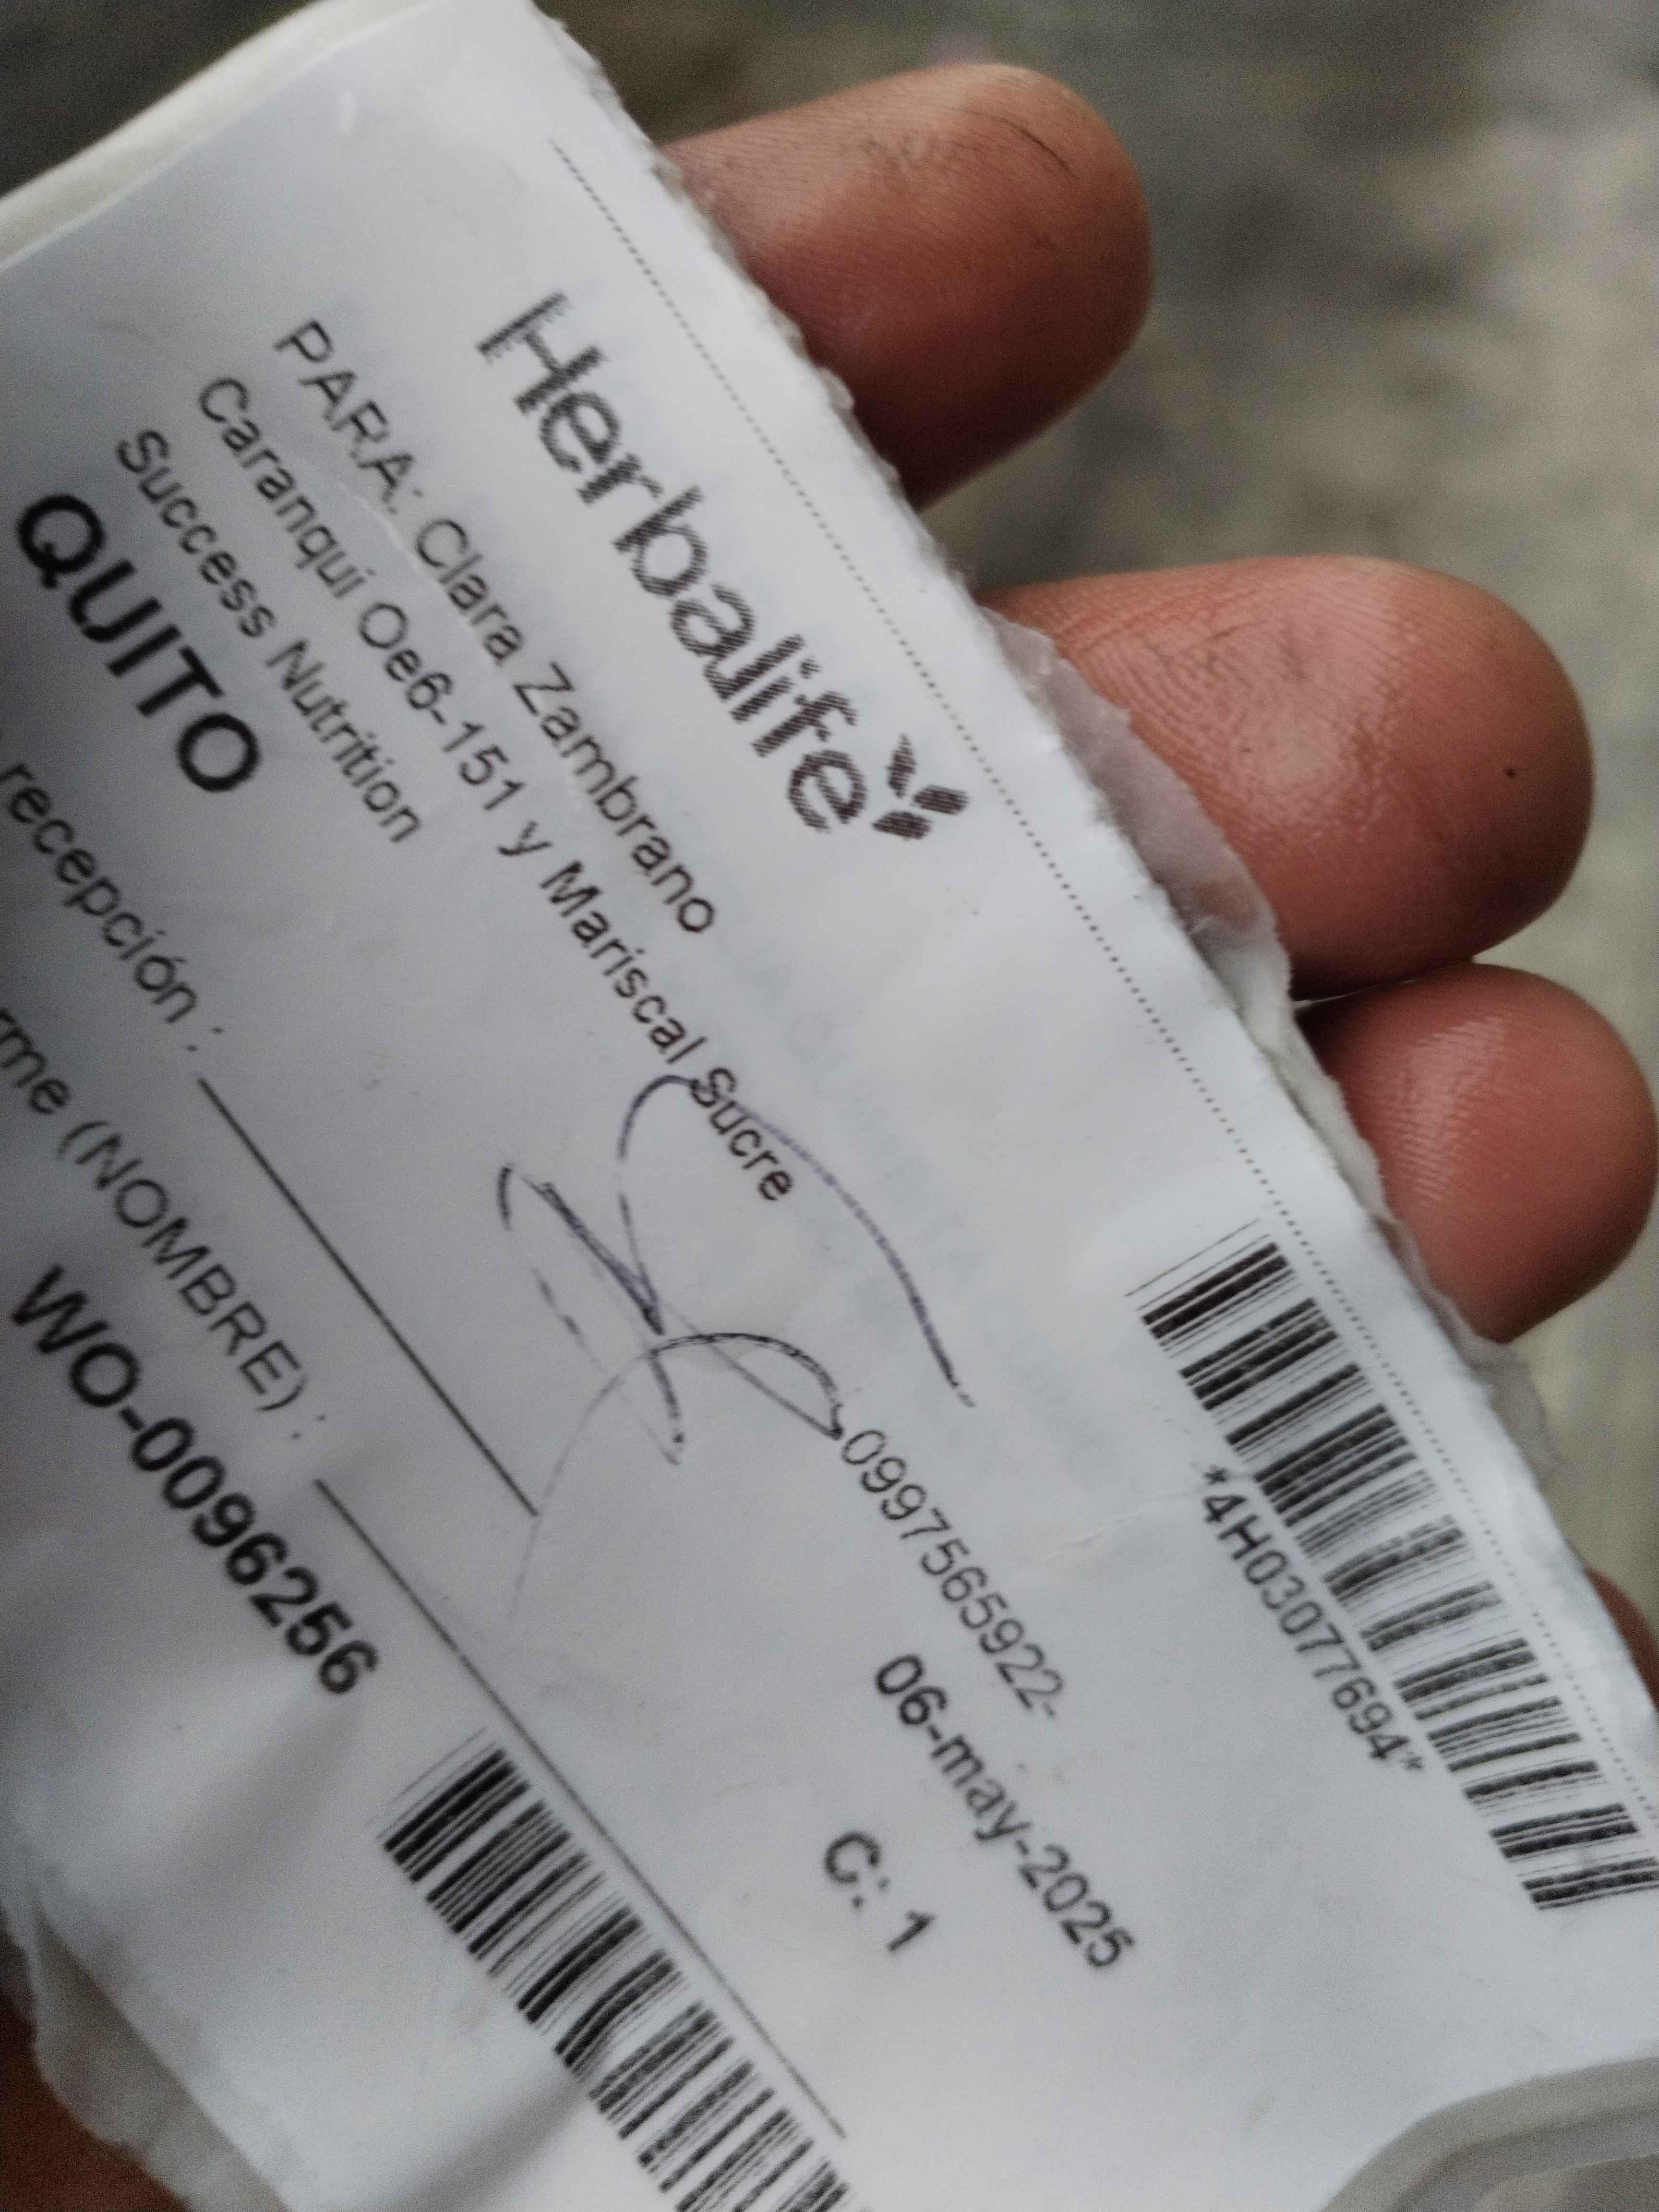 Herbalife
*4H03077694*
PARA: Clara Zambrano
0997565922-
Caranqui Oe6-151 y Mariscal Sucre
06-may-2025
Success Nutrition
C: 1
QUITO
recepción :
rme (NOMBRE) :
WO-0096256